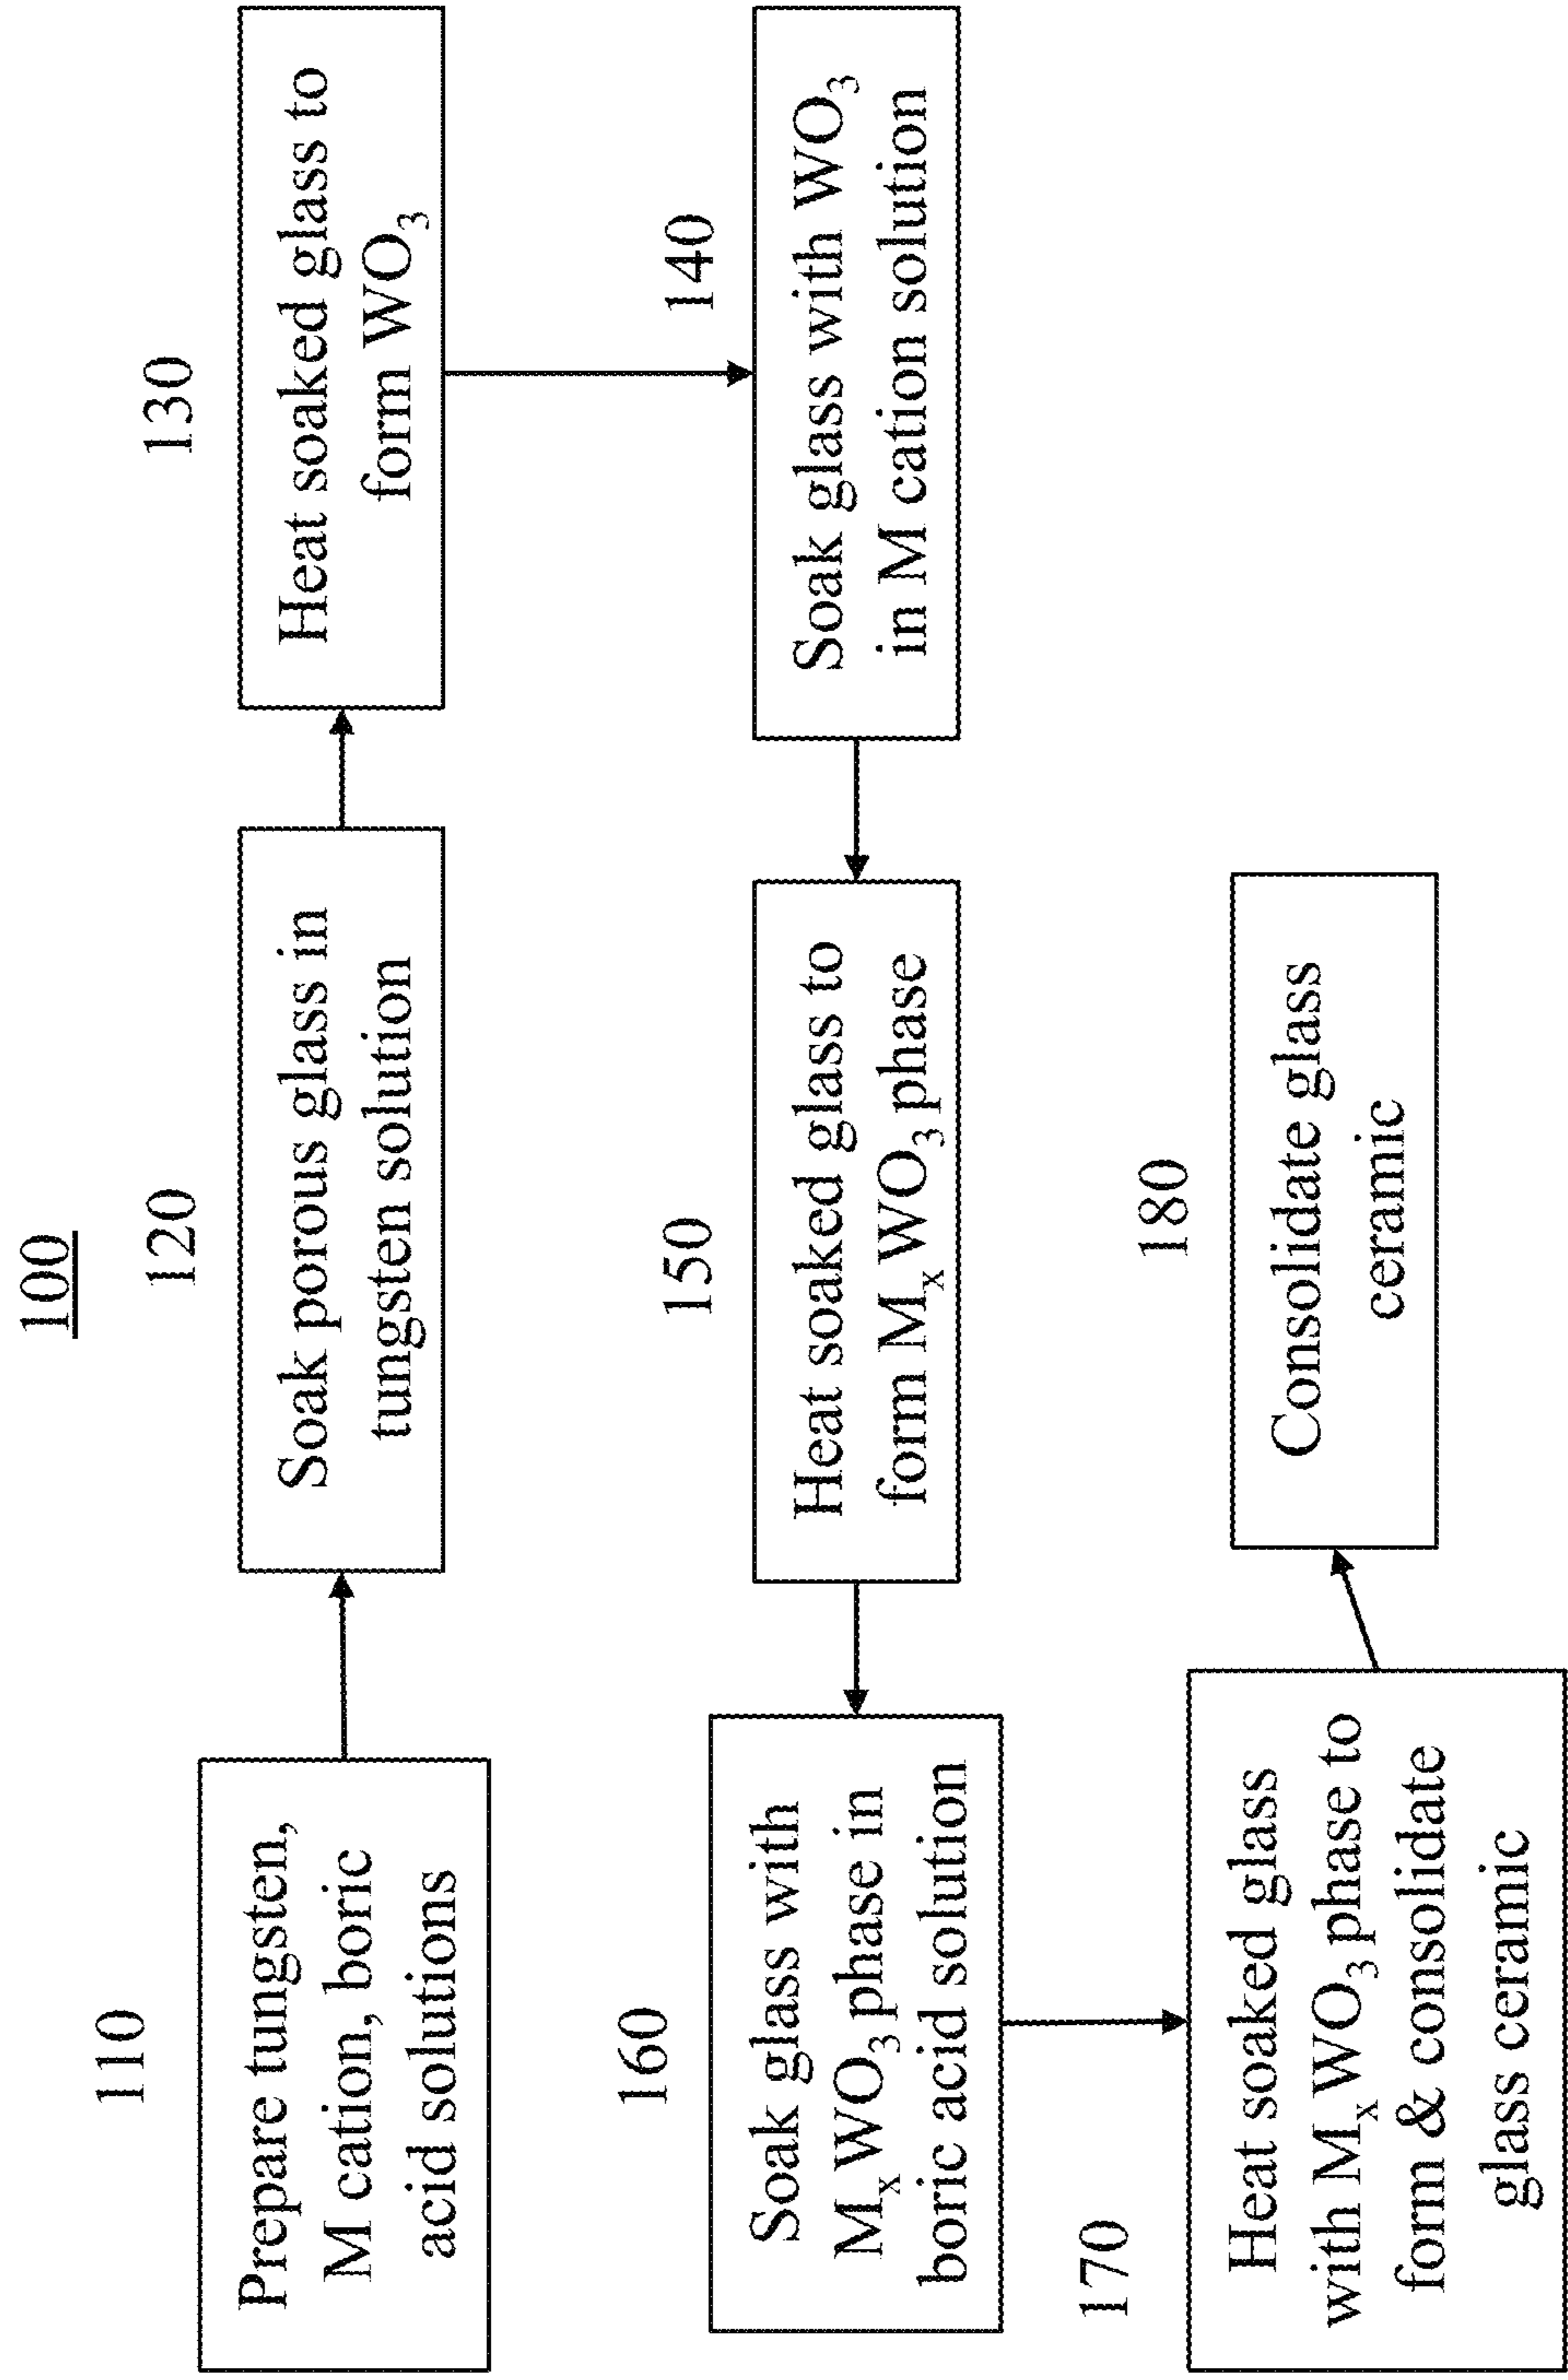 100
110
Prepare tungsten,
M cation, boric
acid solutions
120
Soak porous glass in
tungsten solution
130
Heat soaked glass to
form WO₃
140
Soak glass with WO₃
in M cation solution
150
Heat soaked glass to
form MₓWO₃ phase
160
Soak glass with
MₓWO₃ phase in
boric acid solution
170
Heat soaked glass
with MₓWO₃ phase to
form & consolidate
glass ceramic
180
Consolidate glass
ceramic